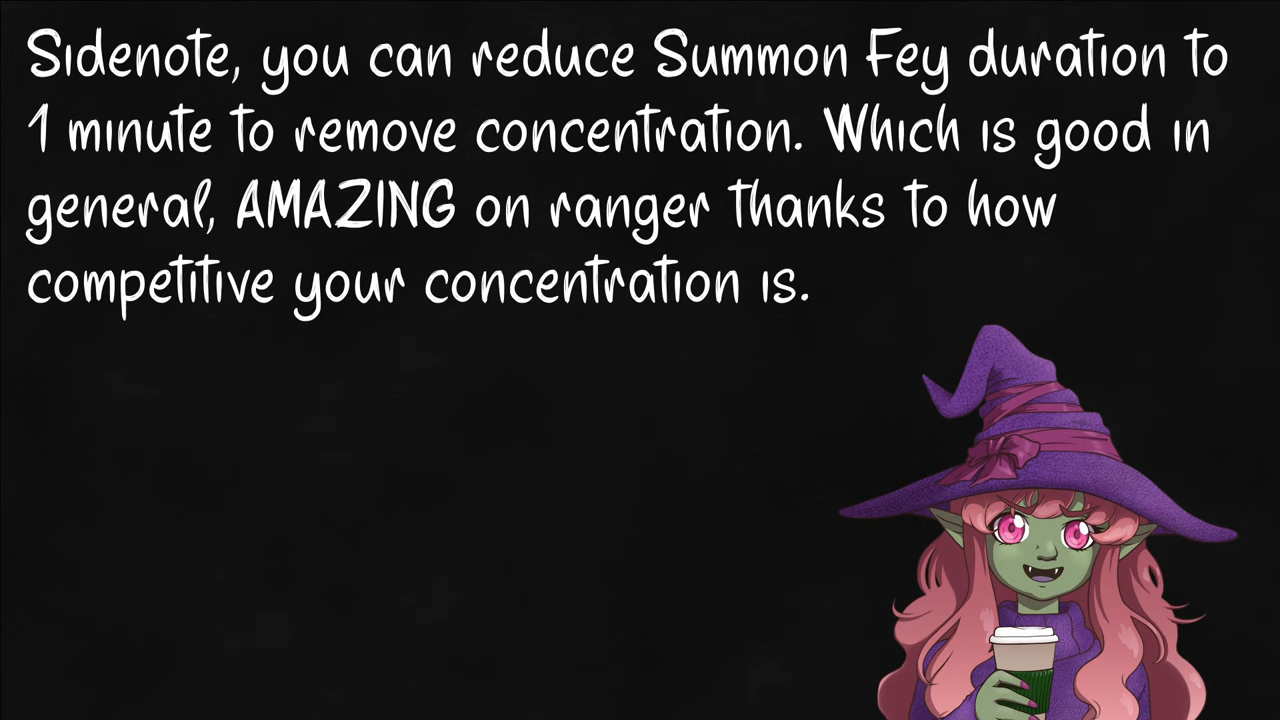 Sidenote, you can reduce Summon Fey duration to
1 minute to remove concentration. Which is good in
general, AMAZING on ranger thanks to how
competitive your concentration is.